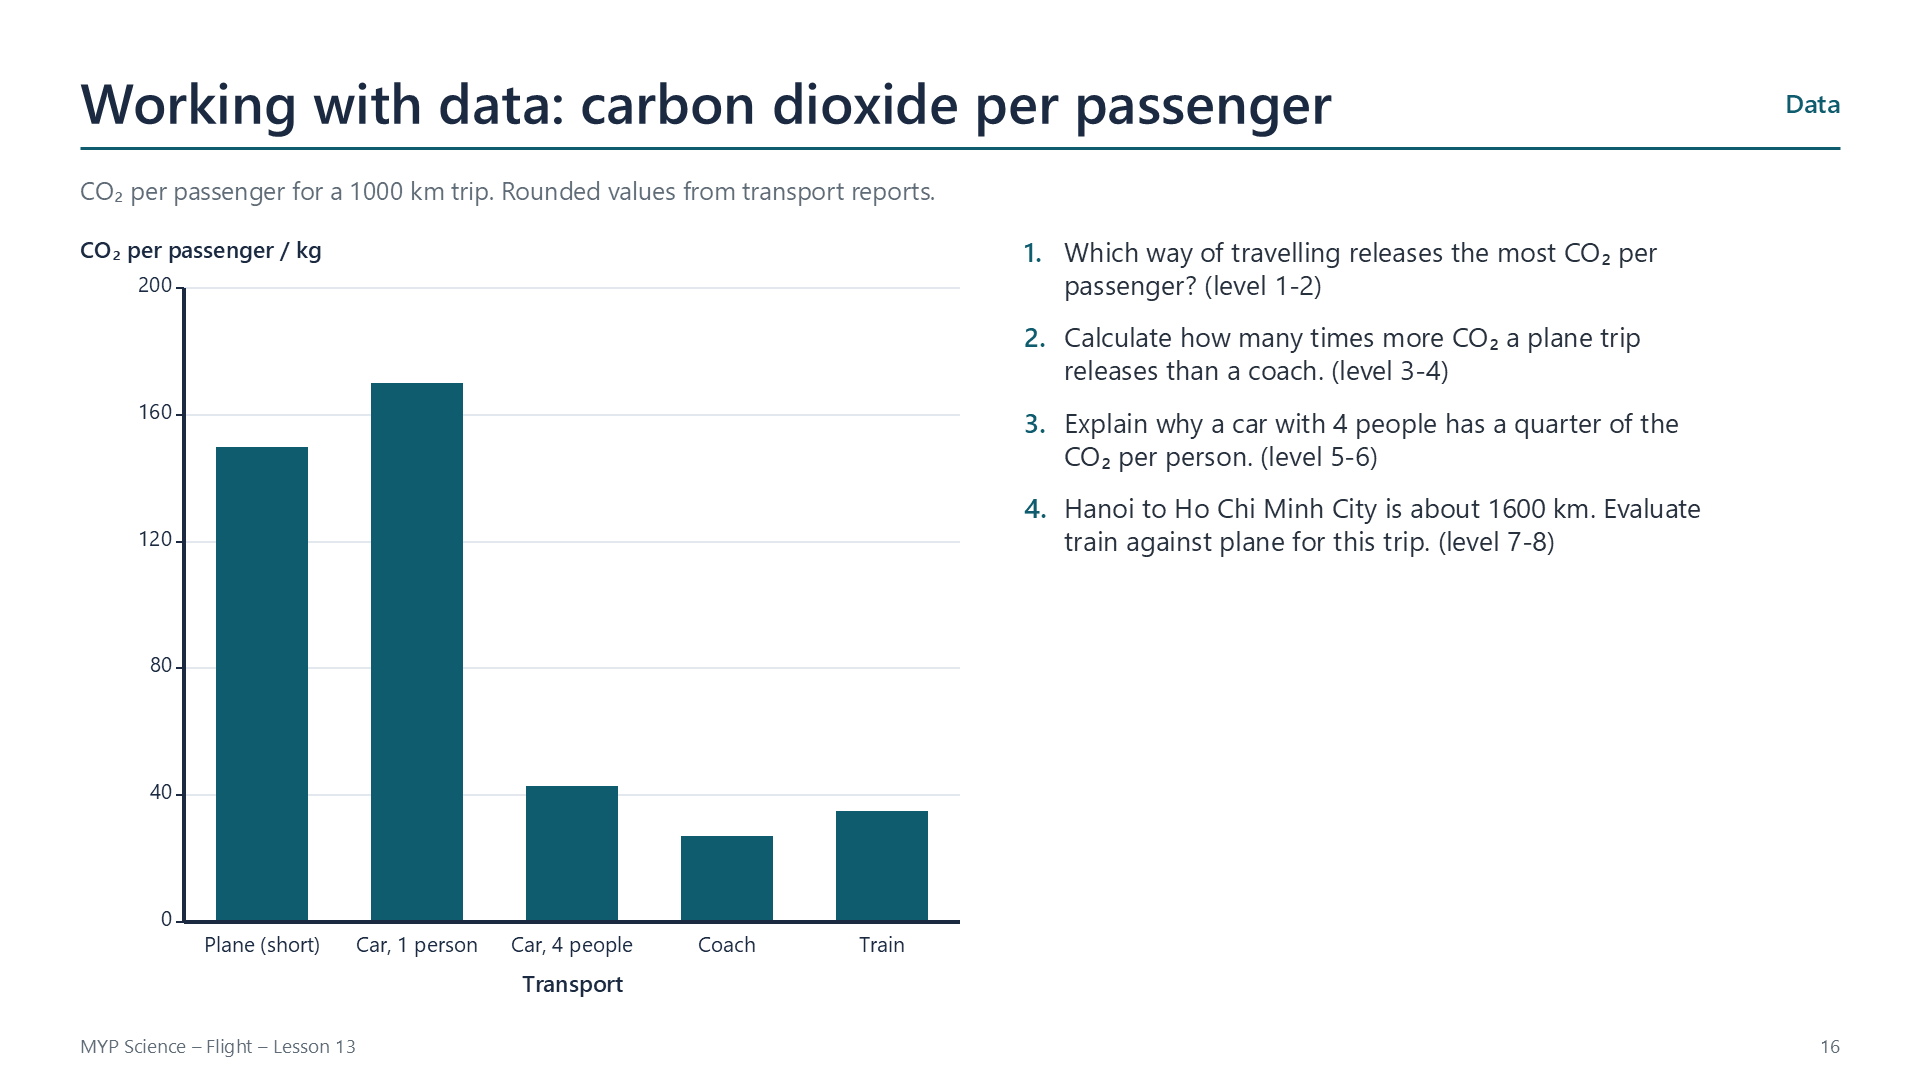 Working with data: carbon dioxide per passenger
Data
CO₂ per passenger for a 1000 km trip. Rounded values from transport reports.
CO₂ per passenger / kg
200
160
120
80
40
0
Plane (short)
Car, 1 person
Car, 4 people
Coach
Train
Transport
1. Which way of travelling releases the most CO₂ per
passenger? (level 1-2)
2. Calculate how many times more CO₂ a plane trip
releases than a coach. (level 3-4)
3. Explain why a car with 4 people has a quarter of the
CO₂ per person. (level 5-6)
4. Hanoi to Ho Chi Minh City is about 1600 km. Evaluate
train against plane for this trip. (level 7-8)
MYP Science – Flight – Lesson 13
16